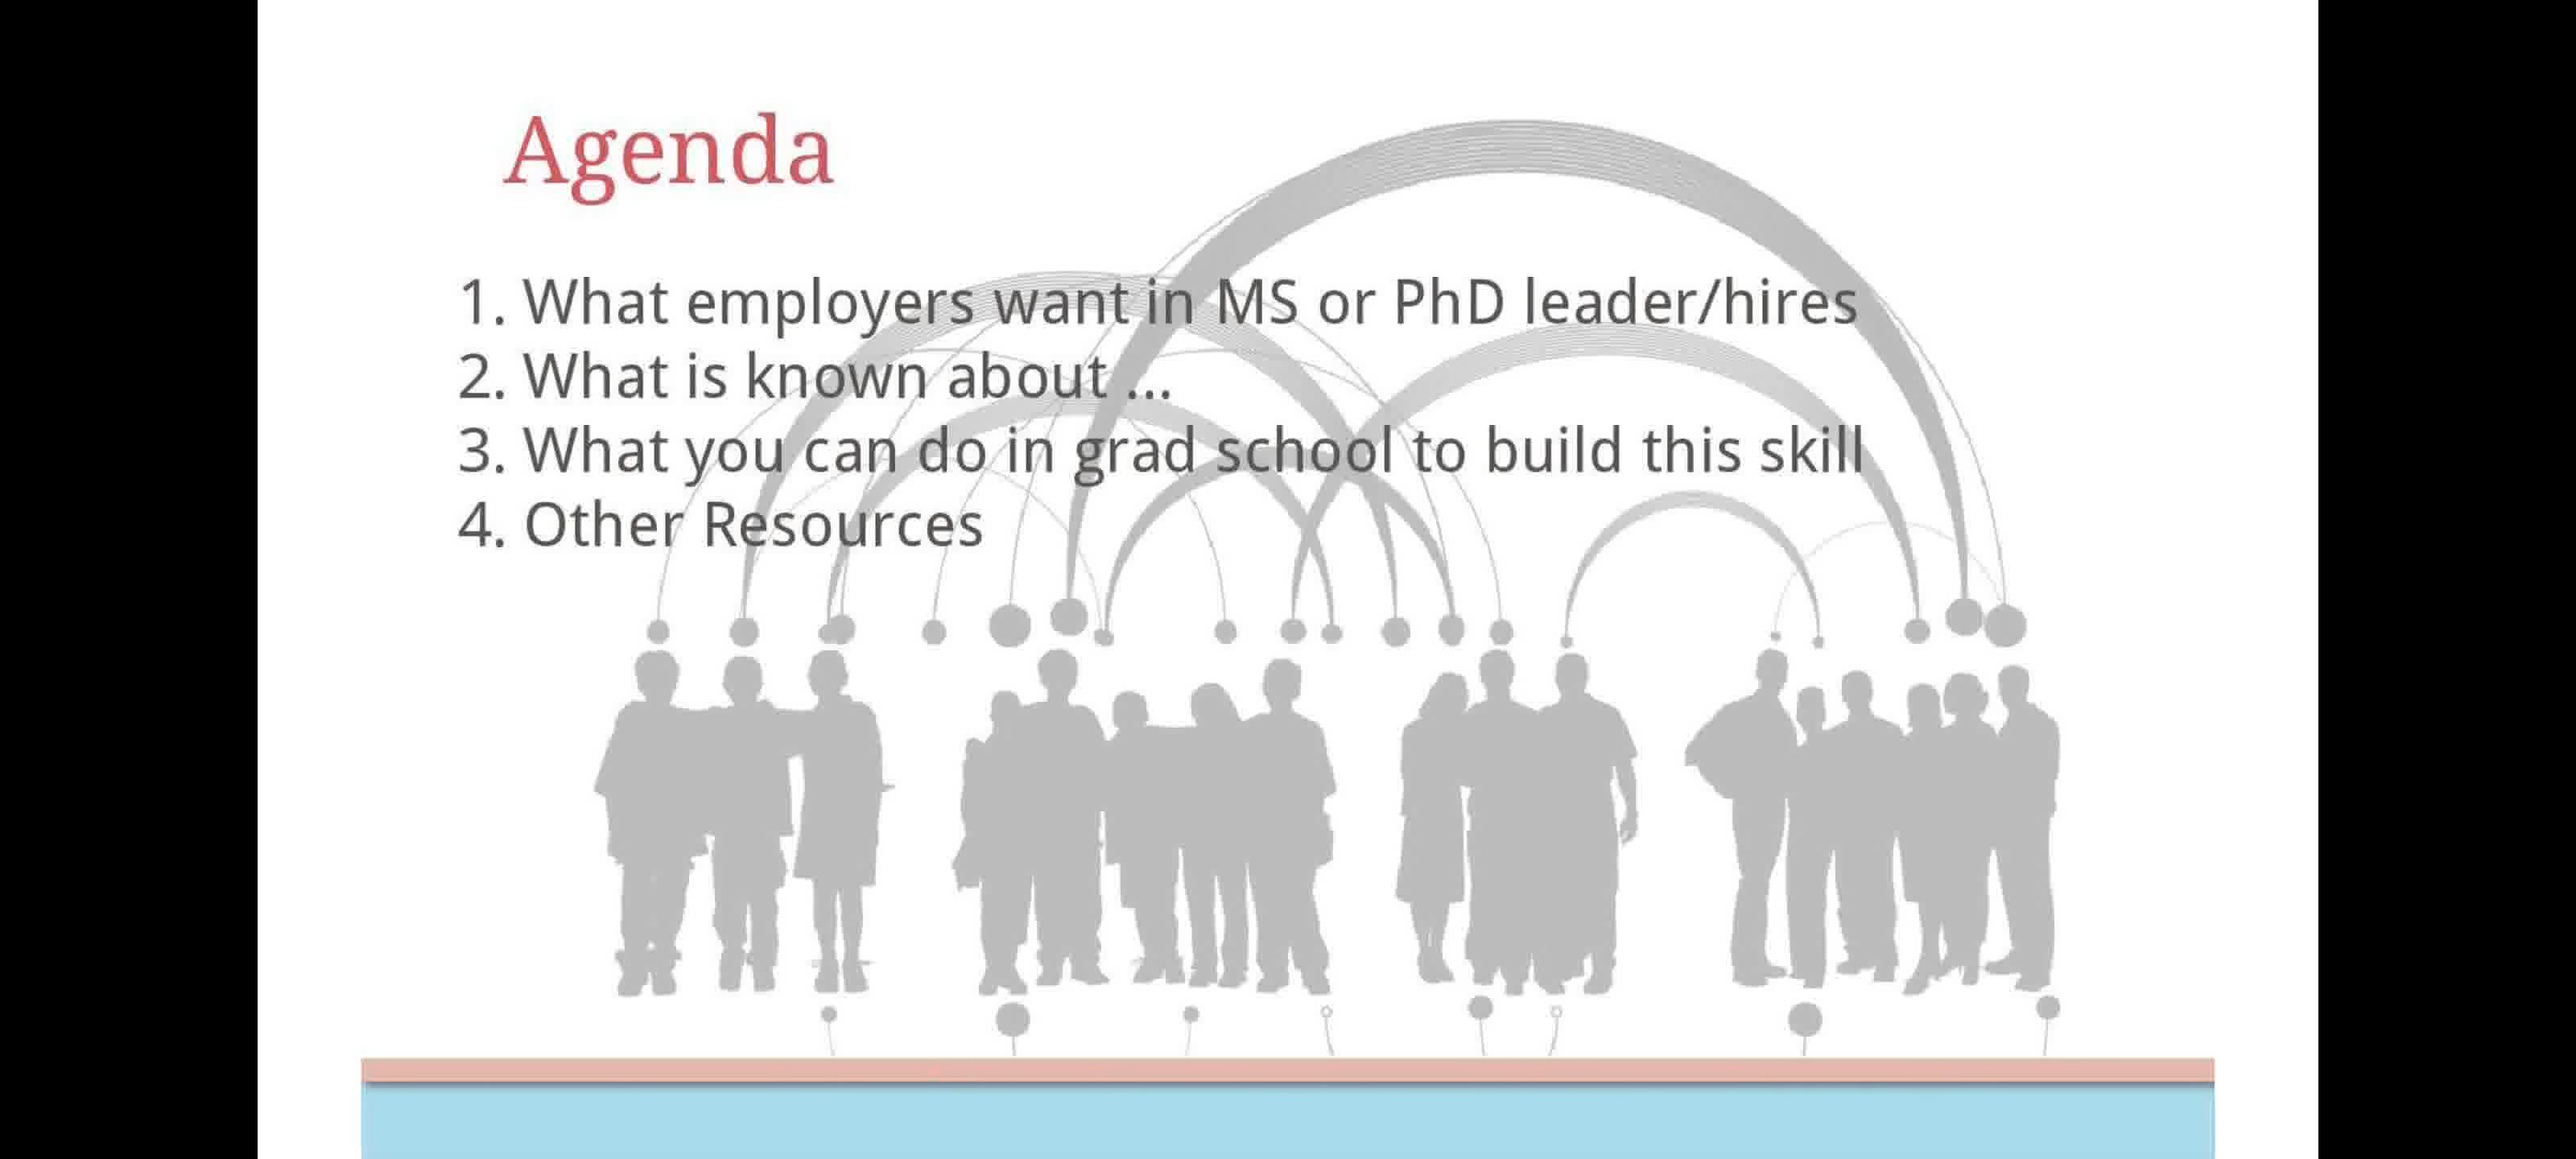 Agenda
1. What employers want in MS or PhD leader/hires
2. What is known about ...
3. What you can do in grad school to build this skill
4. Other Resources